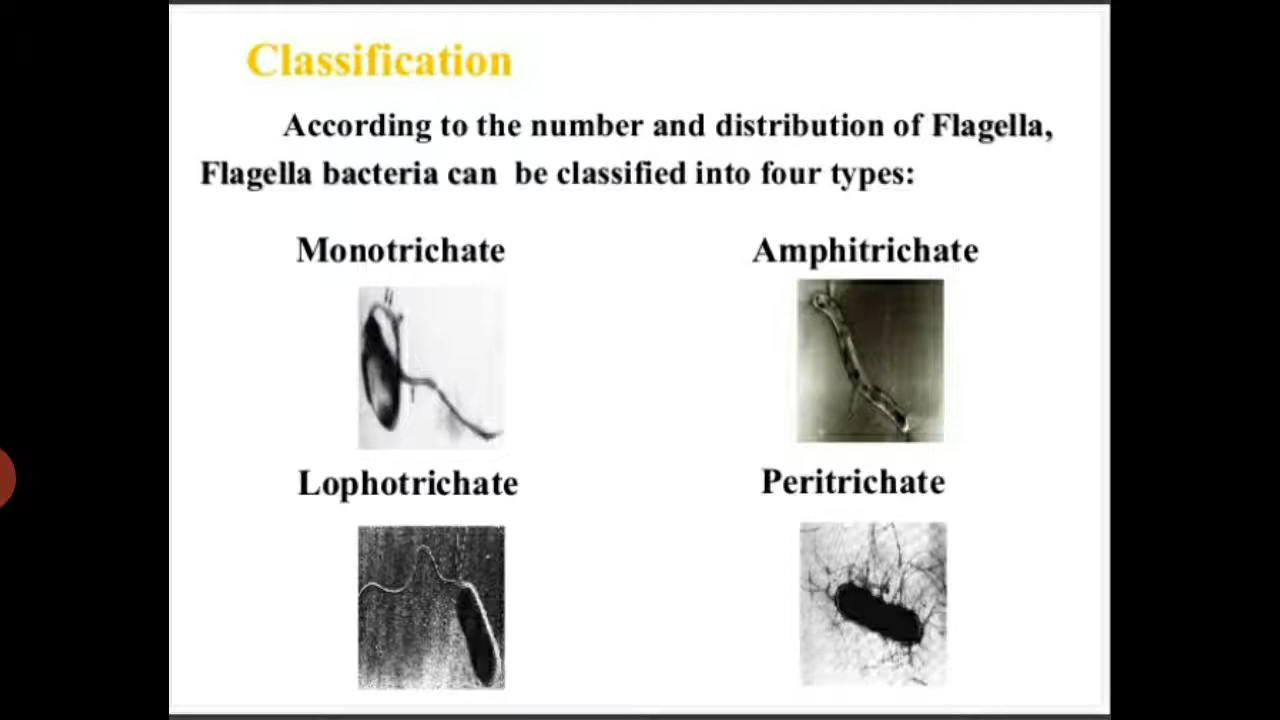 Classification
According to the number and distribution of Flagella,
Flagella bacteria can be classified into four types:
Monotrichate
Amphitrichate
Lophotrichate
Peritrichate